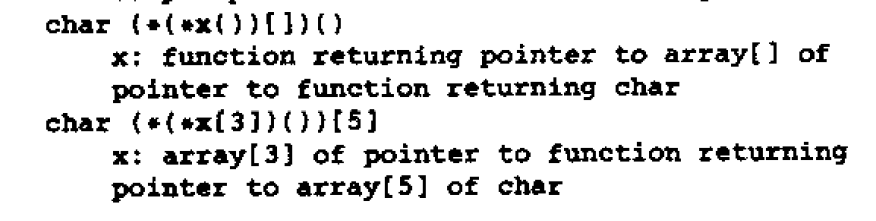 char (*(*x())[])()
x: function returning pointer to array[] of
pointer to function returning char
char (*(*x[3])())[5]
x: array[3] of pointer to function returning
pointer to array[5] of char